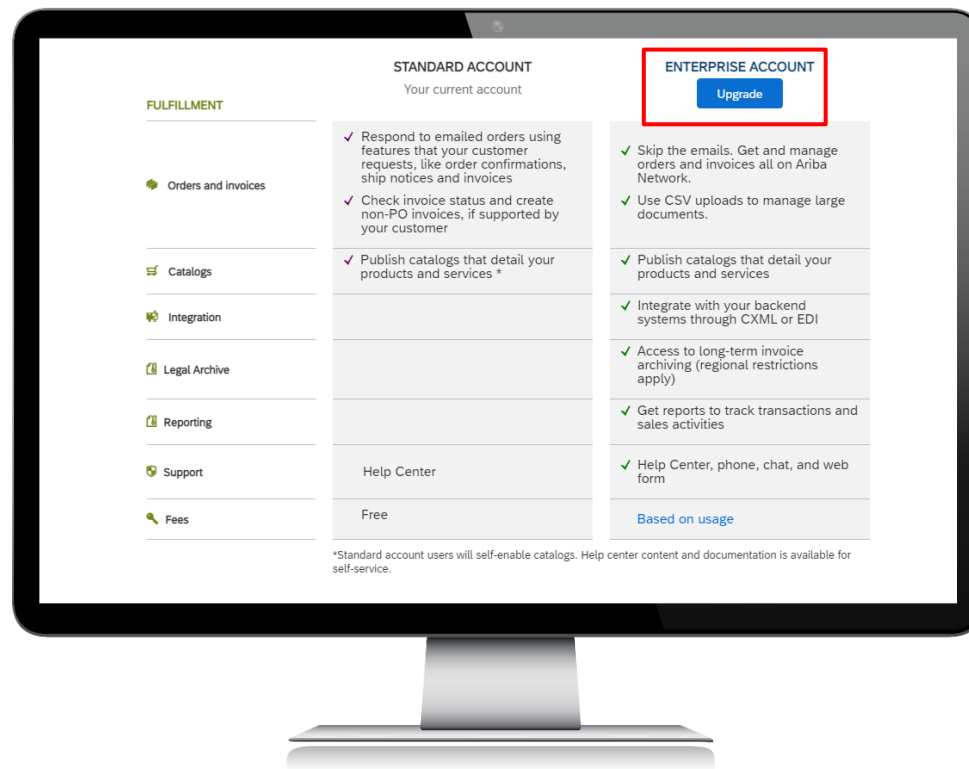 STANDARD ACCOUNT
Your current account
ENTERPRISE ACCOUNT
Upgrade
FULFILLMENT
Orders and invoices
Respond to emailed orders using
features that your customer
requests, like order confirmations,
ship notices and invoices
Check invoice status and create
non-PO invoices, if supported by
your customer
Skip the emails. Get and manage
orders and invoices all on Ariba
Network.
Use CSV uploads to manage large
documents.
Catalogs
Publish catalogs that detail your
products and services *
Publish catalogs that detail your
products and services
Integration
Integrate with your backend
systems through CXML or EDI
Legal Archive
Access to long-term invoice
archiving (regional restrictions
apply)
Reporting
Get reports to track transactions and
sales activities
Support
Help Center
Help Center, phone, chat, and web
form
Fees
Free
Based on usage
*Standard account users will self-enable catalogs. Help center content and documentation is available for
self-service.